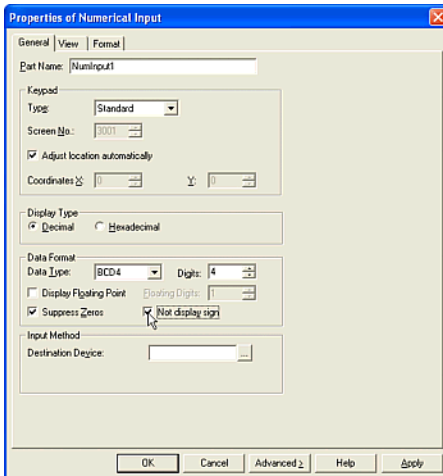 Properties of Numerical Input
General View Format
Part Name: NumInput1
Keypad
Type: Standard
Screen No.: 3001
Adjust location automatically
Coordinates X: 0 Y: 0
Display Type
Decimal Hexadecimal
Data Format
Data Type: BCD4 Digits: 4
Display Floating Point Floating Digits: 1
Suppress Zeros Not display sign
Input Method
Destination Device: ...
OK Cancel Advanced > Help Apply